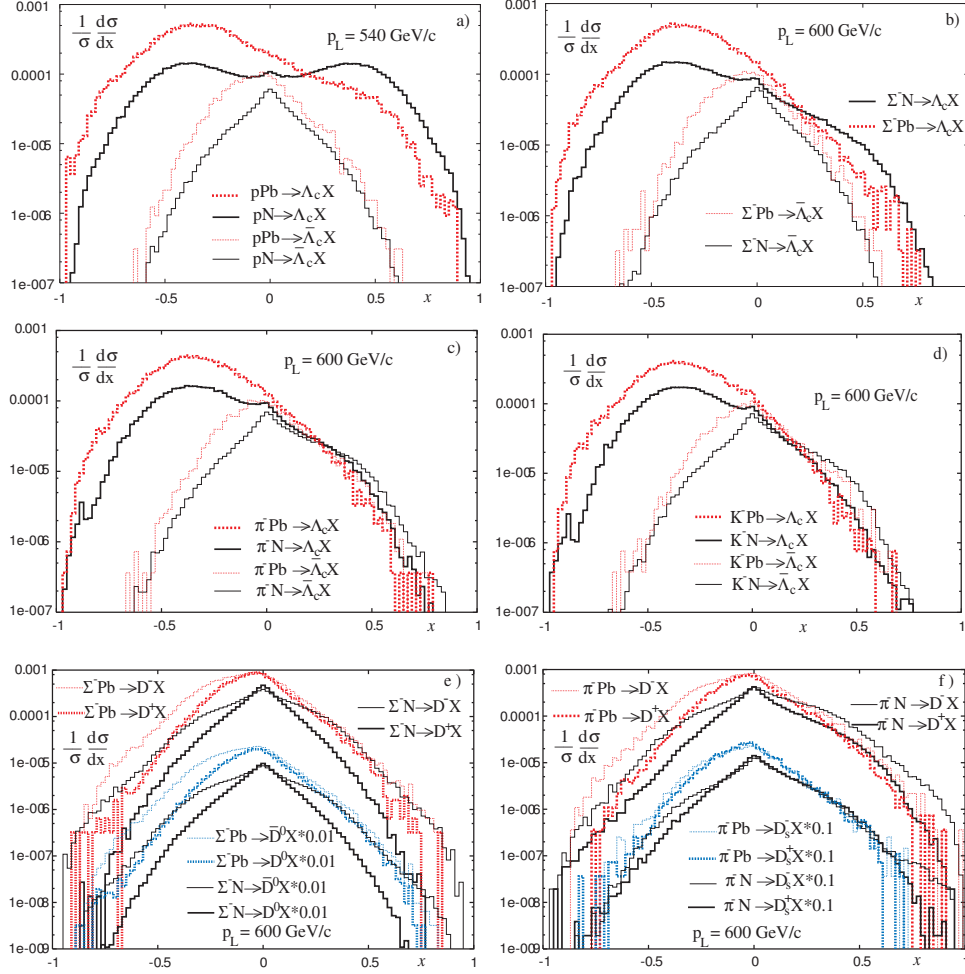 a)
1/σ dσ/dx
p_L = 540 GeV/c
0.0001
1e-005
1e-006
1e-007
pPb→Λ_cX
pN→Λ_cX
pPb→Λ̄_cX
pN→Λ̄_cX
-1 -0.5 0 0.5 x 1
b)
1/σ dσ/dx
p_L = 600 GeV/c
0.0001
1e-005
1e-006
1e-007
Σ⁻N→Λ_cX
Σ⁻Pb→Λ_cX
Σ⁻Pb→Λ̄_cX
Σ⁻N→Λ̄_cX
-1 -0.5 0 0.5 x 1
c)
0.001
1/σ dσ/dx
p_L = 600 GeV/c
0.0001
1e-005
1e-006
1e-007
π⁻Pb→Λ_cX
π⁻N→Λ_cX
π⁻Pb→Λ̄_cX
π⁻N→Λ̄_cX
-1 -0.5 0 0.5 x 1
d)
0.001
1/σ dσ/dx
p_L = 600 GeV/c
0.0001
1e-005
1e-006
1e-007
K⁻Pb→Λ_cX
K⁻N→Λ_cX
K⁻Pb→Λ̄_cX
K⁻N→Λ̄_cX
-1 -0.5 0 0.5 x 1
e)
0.001
Σ⁻Pb→D⁻X
Σ⁻Pb→D⁺X
Σ⁻N→D⁻X
Σ⁻N→D⁺X
0.0001
1/σ dσ/dx
1e-005
1e-006
1e-007
1e-008
1e-009
Σ⁻Pb→D̄⁰X*0.01
Σ⁻Pb→D⁰X*0.01
Σ⁻N→D̄⁰X*0.01
Σ⁻N→D⁰X*0.01
p_L = 600 GeV/c
-1 -0.5 0 0.5 x 1
f)
0.001
π⁻Pb→D⁻X
π⁻Pb→D⁺X
π⁻N→D⁻X
π⁻N→D⁺X
0.0001
1/σ dσ/dx
1e-005
1e-006
1e-007
1e-008
1e-009
π⁻Pb→D_s⁻X*0.1
π⁻Pb→D_s⁺X*0.1
π⁻N→D_s⁻X*0.1
π⁻N→D_s⁺X*0.1
p_L = 600 GeV/c
-1 -0.5 0 0.5 x 1